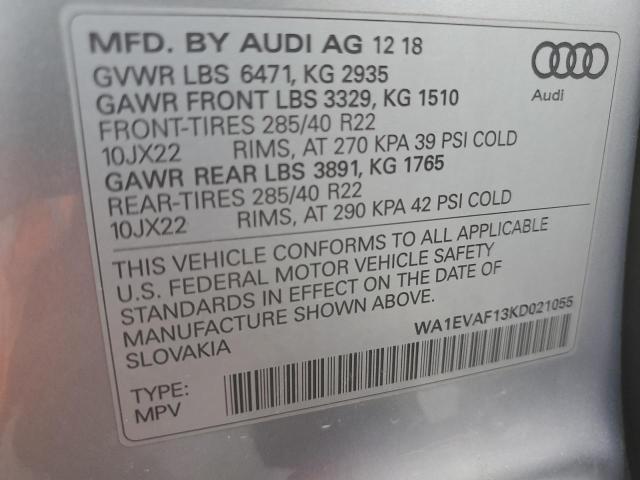 MFD. BY AUDI AG 12 18
GVWR LBS 6471, KG 2935
GAWR FRONT LBS 3329, KG 1510
FRONT-TIRES 285/40 R22
10JX22 RIMS, AT 270 KPA 39 PSI COLD
GAWR REAR LBS 3891, KG 1765
REAR-TIRES 285/40 R22
10JX22 RIMS, AT 290 KPA 42 PSI COLD
Audi
THIS VEHICLE CONFORMS TO ALL APPLICABLE
U.S. FEDERAL MOTOR VEHICLE SAFETY
STANDARDS IN EFFECT ON THE DATE OF
MANUFACTURE SHOWN ABOVE.
SLOVAKIA
WA1EVAF13KD021055
TYPE:
MPV